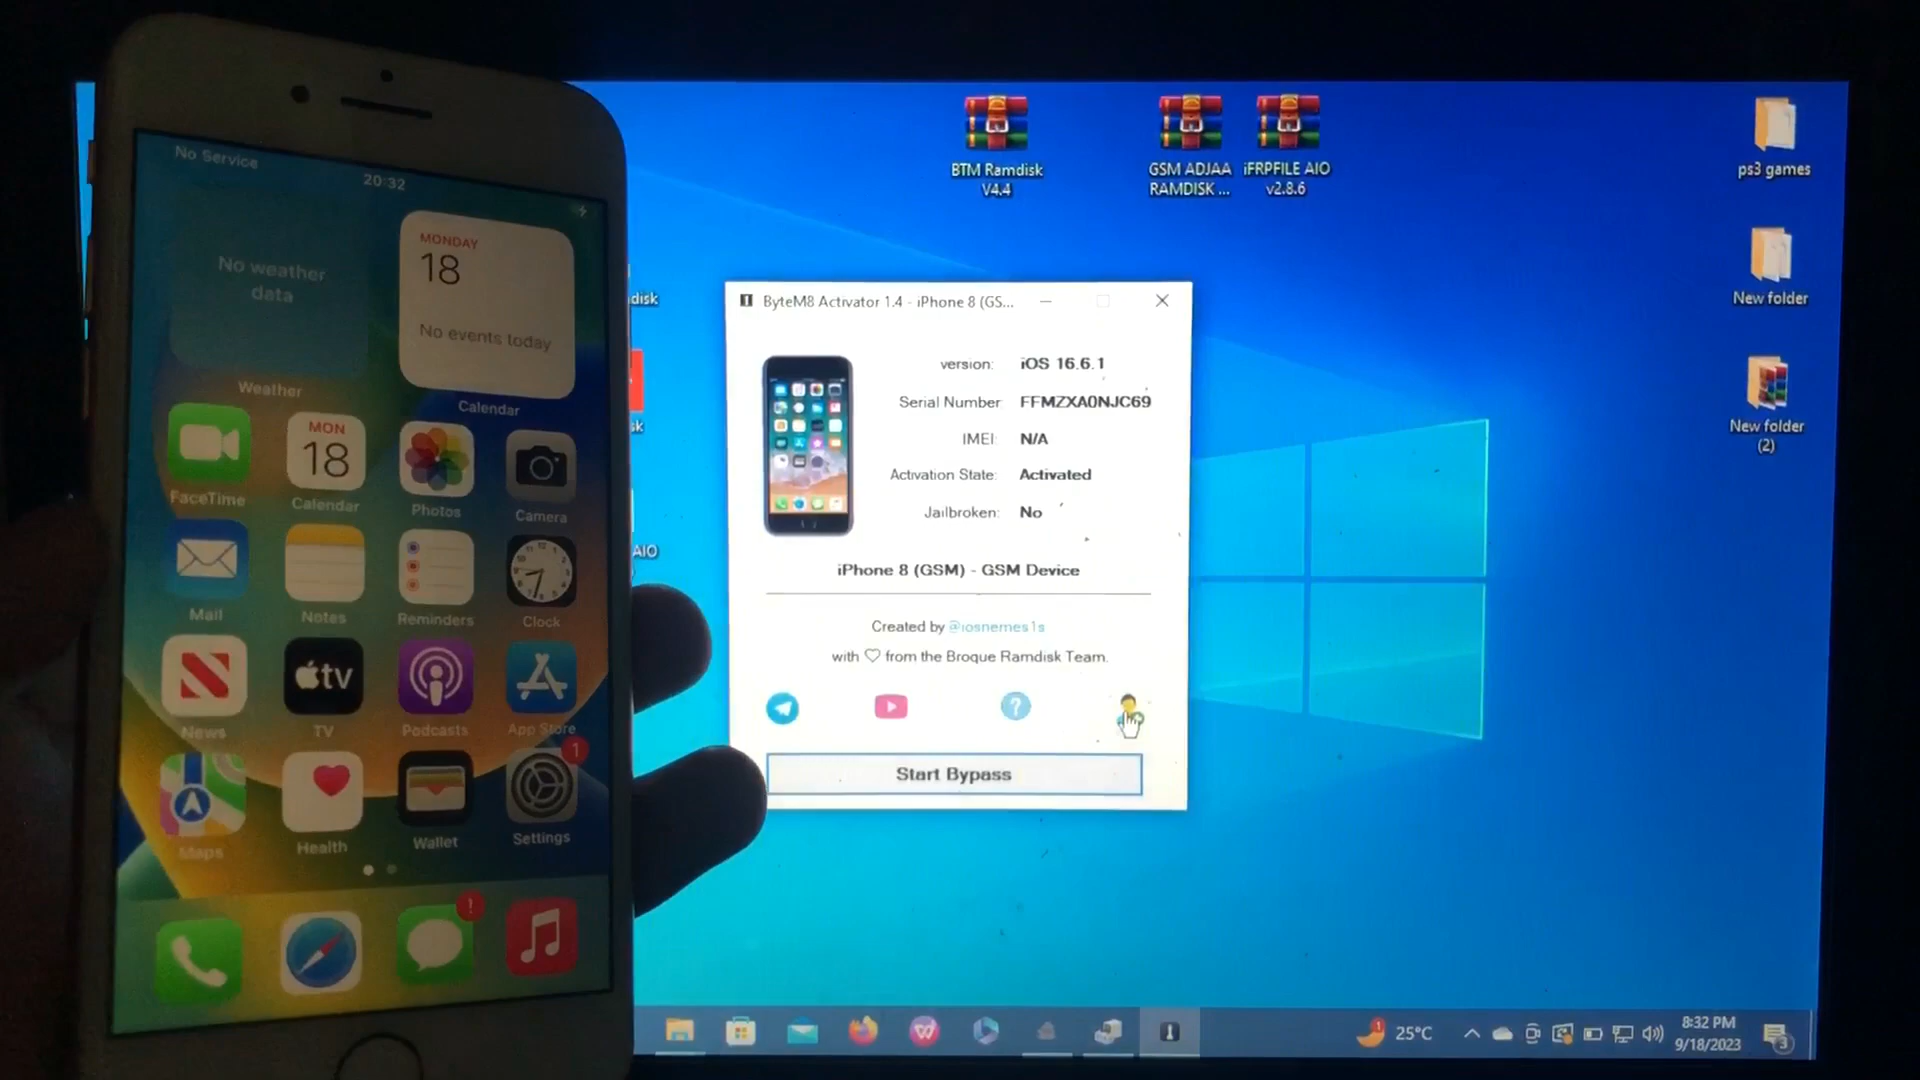 No Service
20:32
No weather
data
Weather
MONDAY
18
No events today
Calendar
FaceTime
MON
18
Calendar
Photos
Camera
Mail
Notes
Reminders
Clock
News
tv
TV
Podcasts
App Store
Maps
Health
Wallet
1
Settings
1
BTM Ramdisk
V4.4
GSM ADJAA
RAMDISK ...
iFRPFILE AIO
v2.8.6
ps3 games
New folder
New folder
(2)
disk
sk
AIO
ByteM8 Activator 1.4 - iPhone 8 (GS...
version: iOS 16.6.1
Serial Number: FFMZXA0NJC69
IMEI: N/A
Activation State: Activated
Jailbroken: No
iPhone 8 (GSM) - GSM Device
Created by @iosnemes1s
with ♡ from the Broque Ramdisk Team.
?
Start Bypass
1
25°C
8:32 PM
9/18/2023
3